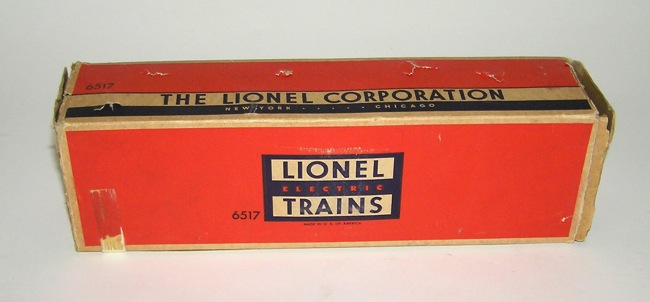 6517
THE LIONEL CORPORATION
NEW YORK . . . . . CHICAGO
LIONEL
ELECTRIC
6517 TRAINS
MADE IN U. S. OF AMERICA